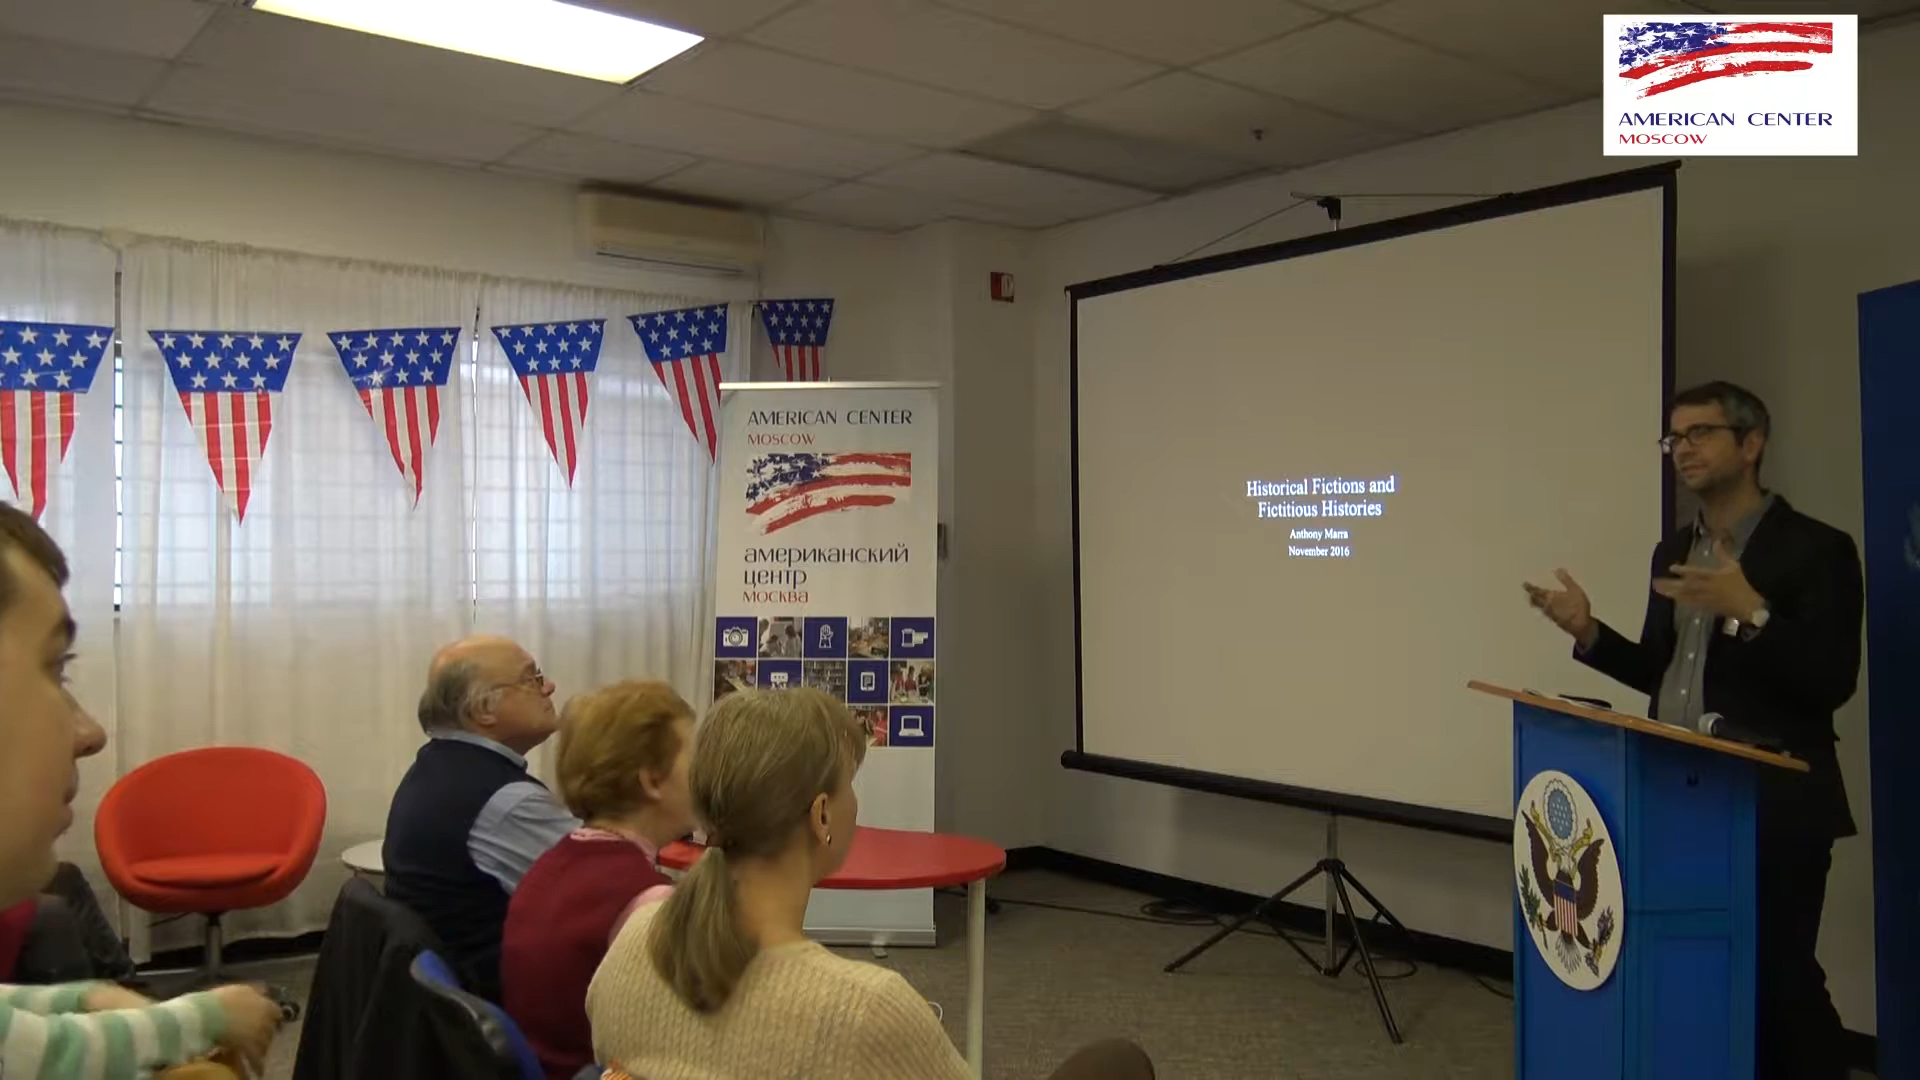 AMERICAN CENTER
MOSCOW
AMERICAN CENTER
MOSCOW
американский
центр
москва
Historical Fictions and
Fictitious Histories
Anthony Marra
November 2016